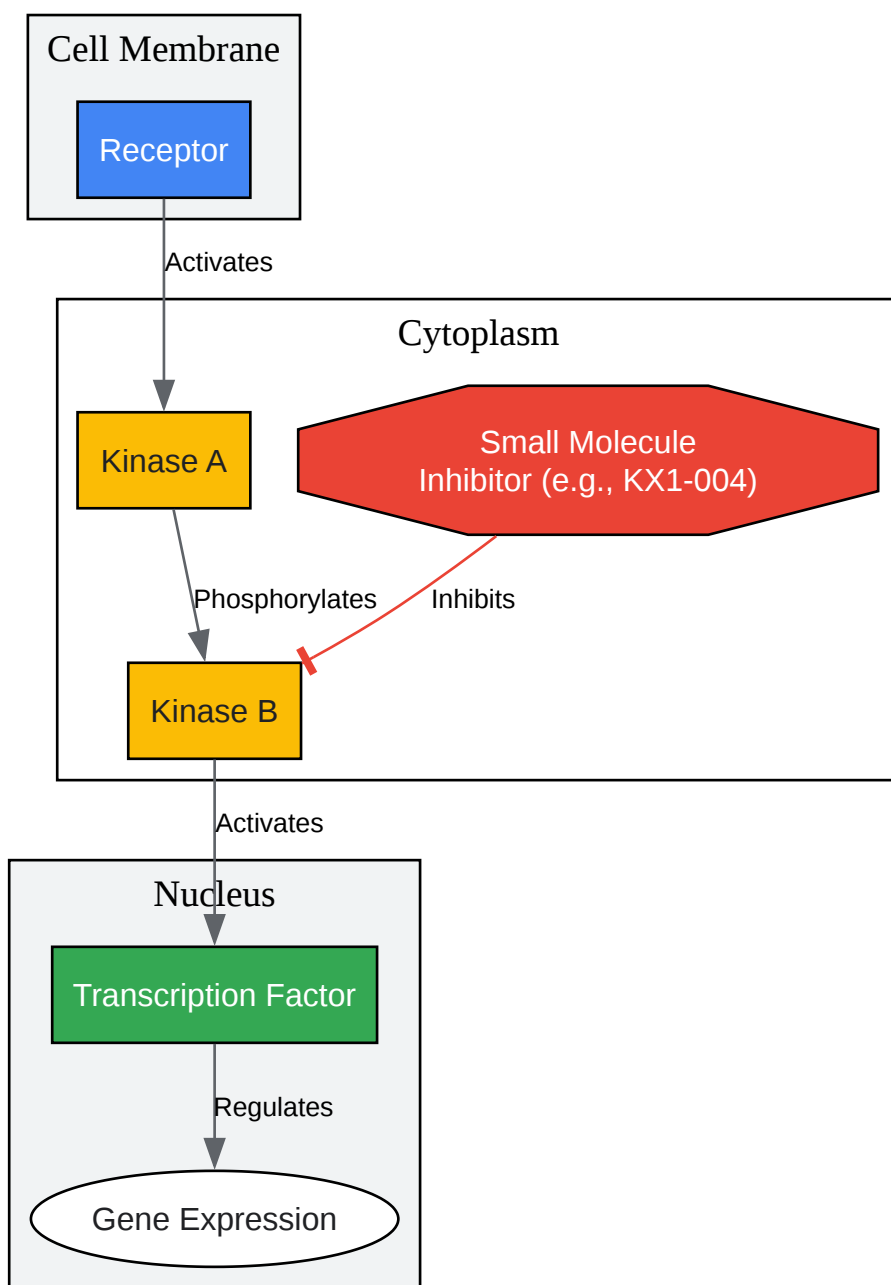 Cell Membrane
Receptor
Activates
Cytoplasm
Kinase A
Small Molecule
Inhibitor (e.g., KX1-004)
Phosphorylates
Inhibits
Kinase B
Activates
Nucleus
Transcription Factor
Regulates
Gene Expression